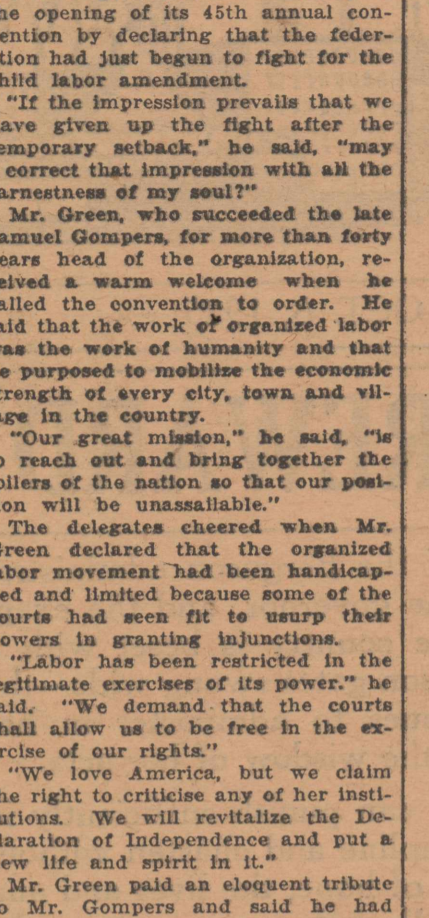 he opening of its 45th annual con-
ention by declaring that the feder-
tion had just begun to fight for the
hild labor amendment.
"If the impression prevails that we
ave given up the fight after the
emporary setback," he said, "may
correct that impression with all the
arnestness of my soul?"
Mr. Green, who succeeded the late
amuel Gompers, for more than forty
ears head of the organization, re-
eived a warm welcome when he
alled the convention to order. He
aid that the work of organized labor
as the work of humanity and that
e purposed to mobilize the economic
trength of every city, town and vil-
age in the country.
"Our great mission," he said, "is
o reach out and bring together the
oilers of the nation so that our posi-
ion will be unassailable."
The delegates cheered when Mr.
reen declared that the organized
abor movement had been handicap-
ed and limited because some of the
ourts had seen fit to usurp their
owers in granting injunctions.
"Labor has been restricted in the
egitimate exercises of its power." he
aid. "We demand that the courts
hall allow us to be free in the ex-
rcise of our rights."
"We love America, but we claim
he right to criticise any of her insti-
utions. We will revitalize the De-
laration of Independence and put a
ew life and spirit in it."
Mr. Green paid an eloquent tribute
o Mr. Gompers and said he had